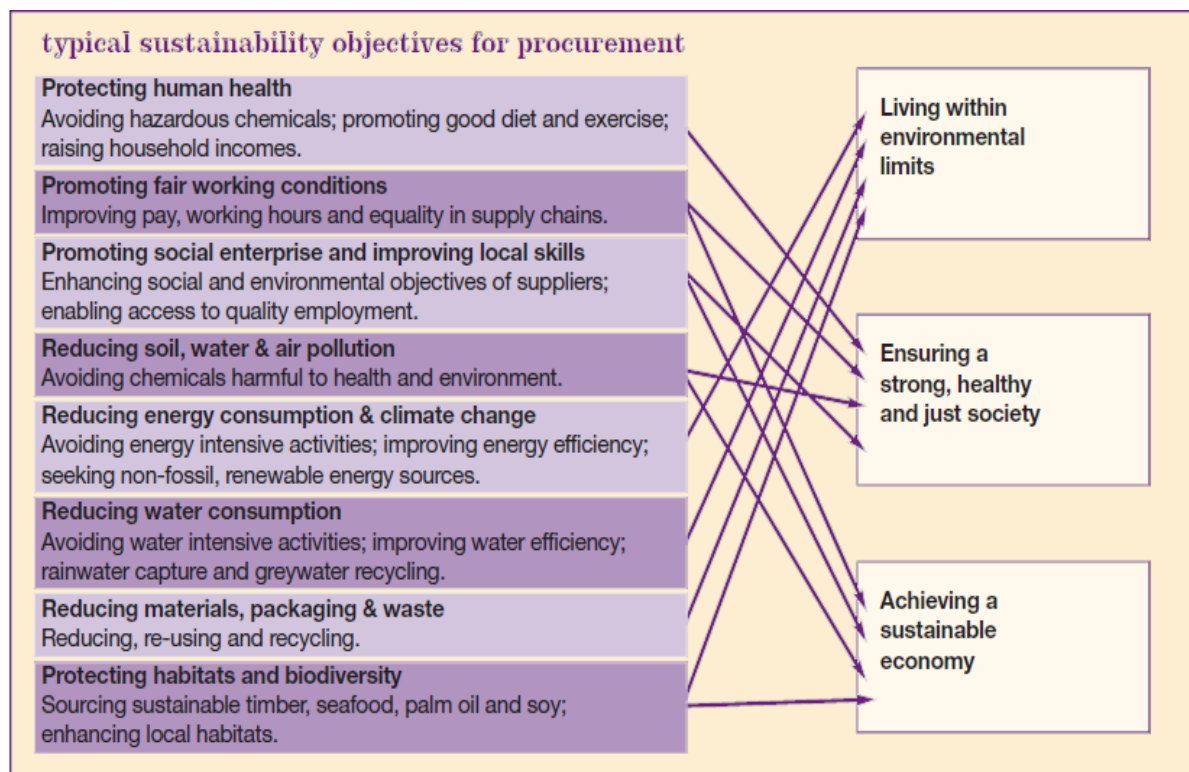 typical sustainability objectives for procurement
Protecting human health
Avoiding hazardous chemicals; promoting good diet and exercise;
raising household incomes.
Promoting fair working conditions
Improving pay, working hours and equality in supply chains.
Promoting social enterprise and improving local skills
Enhancing social and environmental objectives of suppliers;
enabling access to quality employment.
Reducing soil, water & air pollution
Avoiding chemicals harmful to health and environment.
Reducing energy consumption & climate change
Avoiding energy intensive activities; improving energy efficiency;
seeking non-fossil, renewable energy sources.
Reducing water consumption
Avoiding water intensive activities; improving water efficiency;
rainwater capture and greywater recycling.
Reducing materials, packaging & waste
Reducing, re-using and recycling.
Protecting habitats and biodiversity
Sourcing sustainable timber, seafood, palm oil and soy;
enhancing local habitats.
Living within
environmental
limits
Ensuring a
strong, healthy
and just society
Achieving a
sustainable
economy